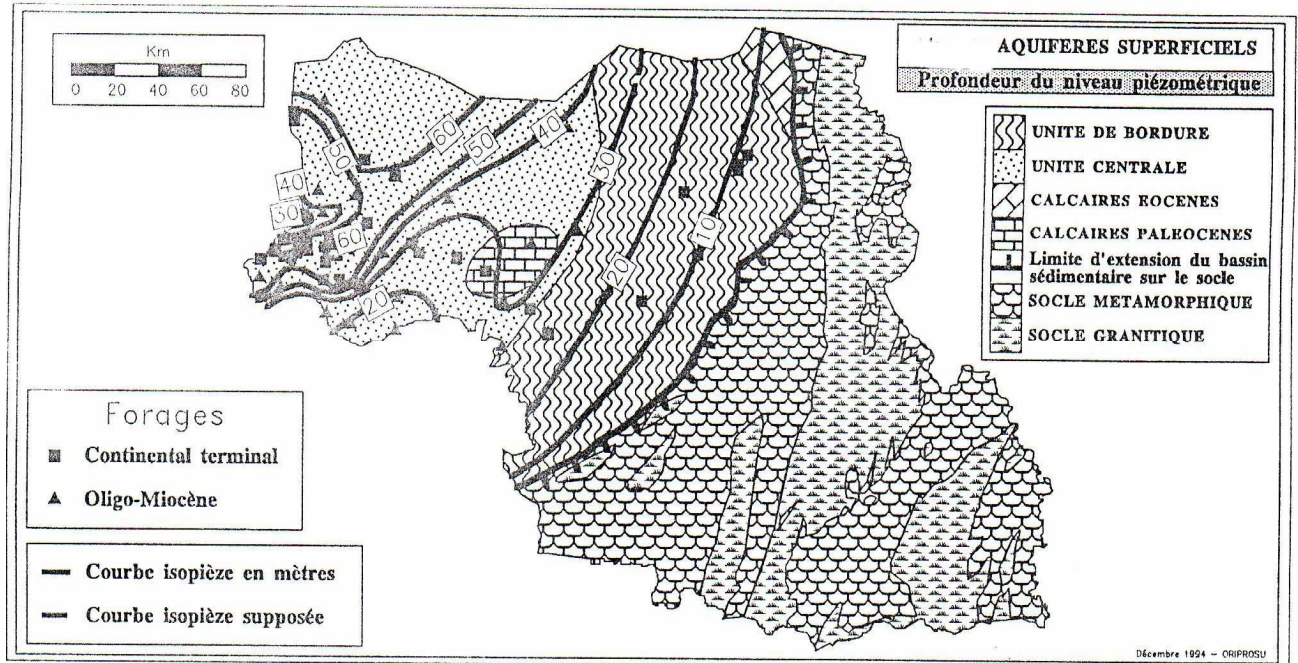 Km
0 20 40 60 80
AQUIFERES SUPERFICIELS
Profondeur du niveau piézométrique
UNITE DE BORDURE
UNITE CENTRALE
CALCAIRES EOCENES
CALCAIRES PALEOCENES
Limite d'extension du bassin
sédimentaire sur le socle
SOCLE METAMORPHIQUE
SOCLE GRANITIQUE
60
50
40
50
30
40
30
60
10
20
20
Forages
Continental terminal
Oligo-Miocène
Courbe isopièze en mètres
Courbe isopièze supposée
Décembre 1994 - ORIPROSU